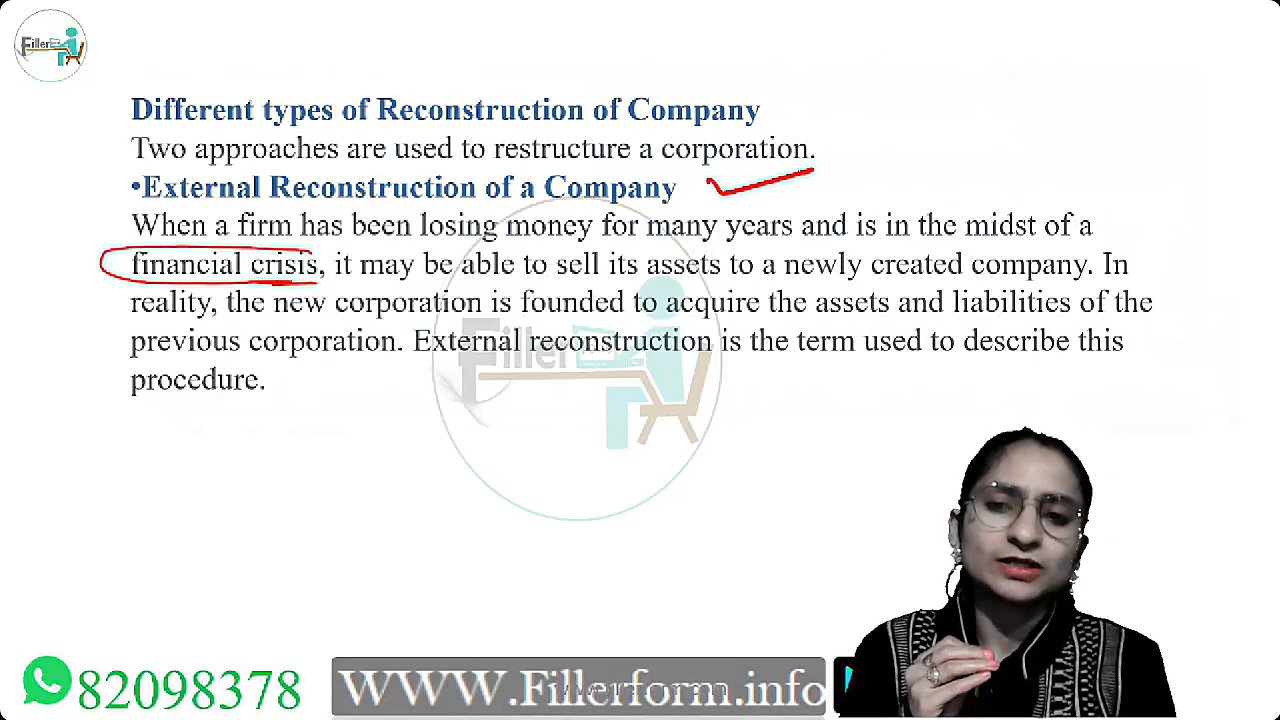 Filler
Different types of Reconstruction of Company
Two approaches are used to restructure a corporation.
•External Reconstruction of a Company
When a firm has been losing money for many years and is in the midst of a
financial crisis, it may be able to sell its assets to a newly created company. In
reality, the new corporation is founded to acquire the assets and liabilities of the
previous corporation. External reconstruction is the term used to describe this
procedure.
Filler
82098378
WWW.Fillerform.info